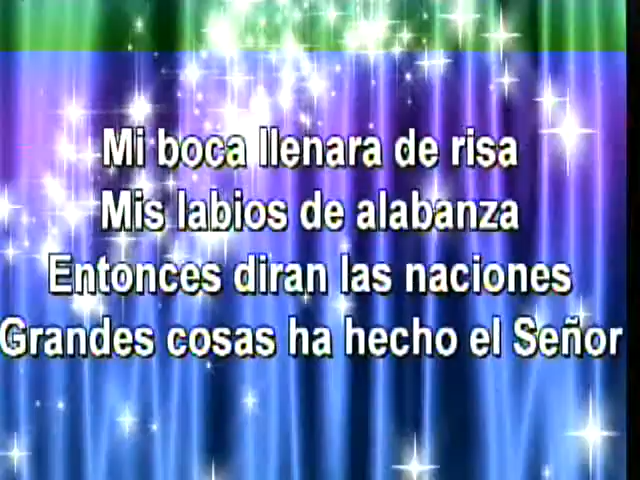 Mi boca llenara de risa
Mis labios de alabanza
Entonces diran las naciones
Grandes cosas ha hecho el Señor